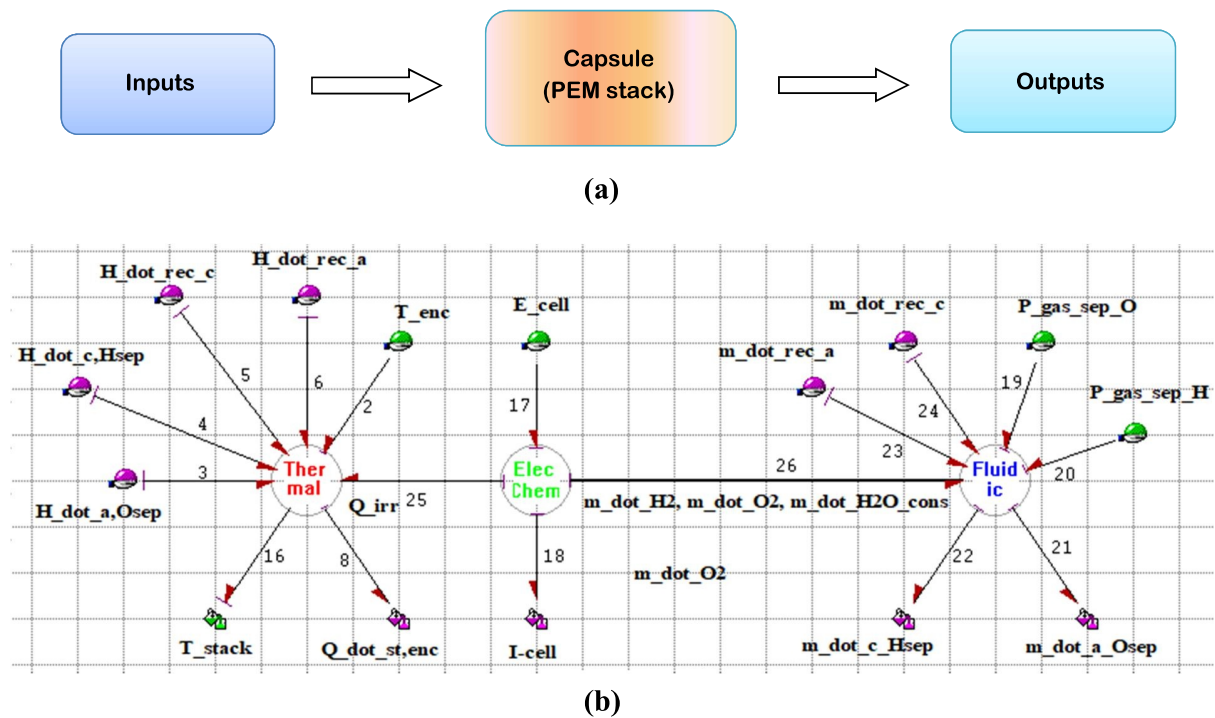 Inputs
Capsule
(PEM stack)
Outputs
(a)
H_dot_rec_c
H_dot_rec_a
T_enc
E_cell
m_dot_rec_c
P_gas_sep_O
H_dot_c,Hsep
m_dot_rec_a
P_gas_sep_H
5
6
2
17
24
19
4
23
20
3
Ther
mal
Elec
Chem
26
Fluid
ic
H_dot_a,Osep
Q_irr
25
m_dot_H2, m_dot_O2, m_dot_H2O_cons
16
8
18
m_dot_O2
22
21
T_stack
Q_dot_st,enc
I-cell
m_dot_c_Hsep
m_dot_a_Osep
(b)